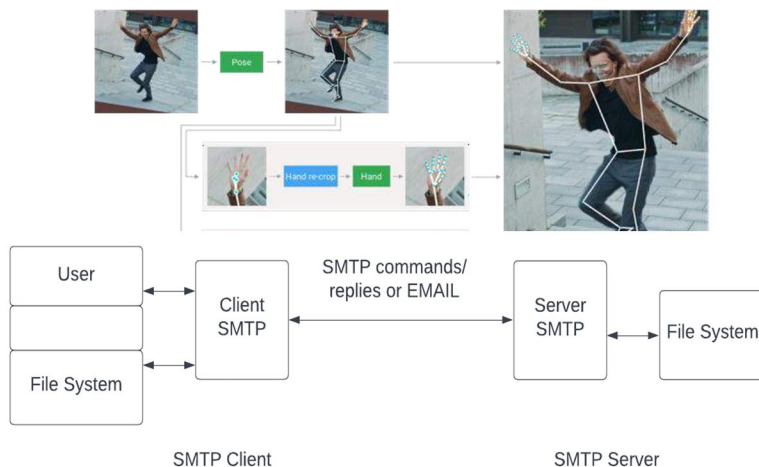 Pose
Hand re-crop
Hand
User
SMTP commands/
replies or EMAIL
Client
SMTP
Server
SMTP
File System
File System
SMTP Client
SMTP Server